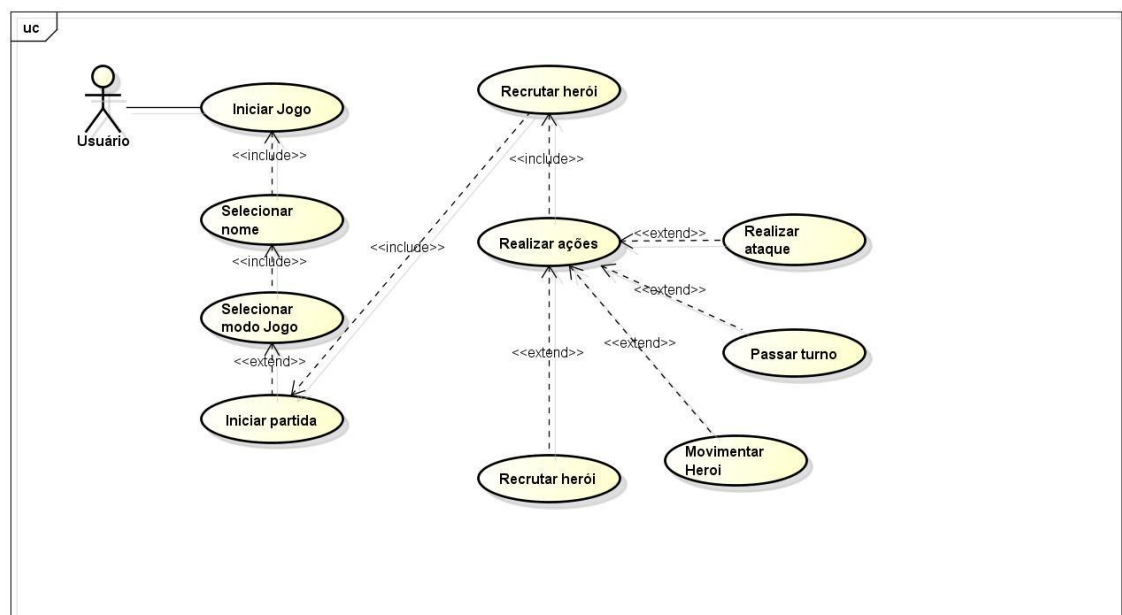 uc
Usuário
Iniciar Jogo
<<include>>
Selecionar
nome
<<include>>
Selecionar
modo Jogo
<<extend>>
Iniciar partida
<<include>>
Recrutar herói
<<include>>
Realizar ações
<<extend>>
Realizar
ataque
<<extend>>
Passar turno
<<extend>>
Movimentar
Heroi
<<extend>>
Recrutar herói